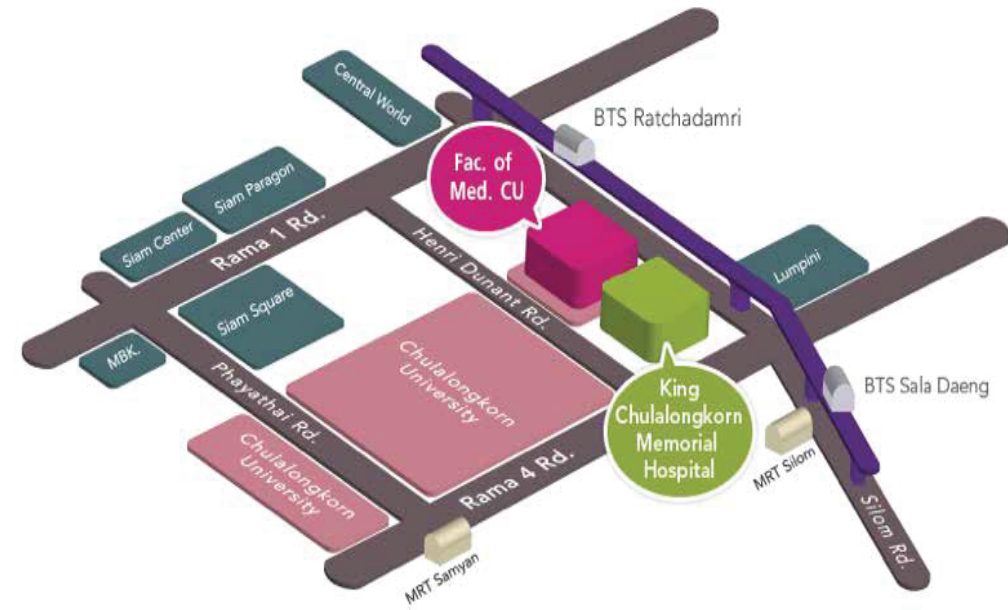 Central World
BTS Ratchadamri
Fac. of
Med. CU
Siam Paragon
Siam Center
Rama 1 Rd.
Henri Dunant Rd.
Lumpini
Siam Square
MBK.
Chulalongkorn
University
Phayathai Rd.
BTS Sala Daeng
King
Chulalongkorn
Memorial
Hospital
Chulalongkorn
University
Rama 4 Rd.
MRT Silom
Silom Rd.
MRT Samyan